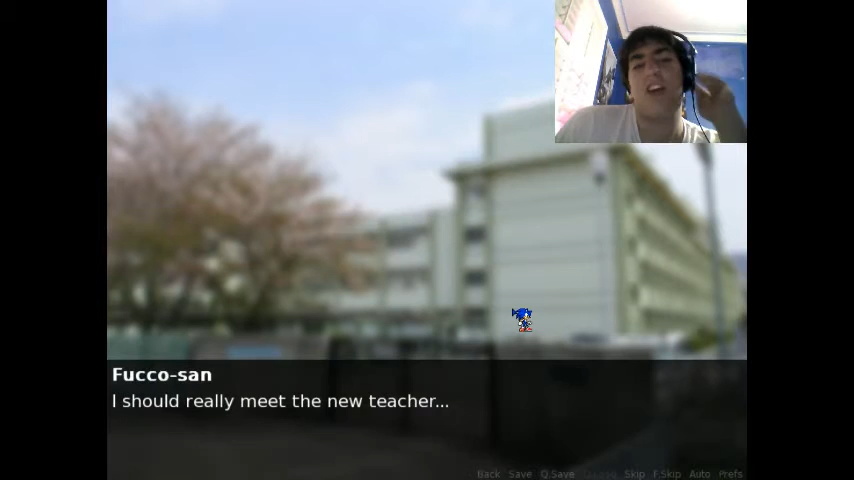 Fucco-san
I should really meet the new teacher...
Back Save Q.Save Skip F.Skip Auto Prefs